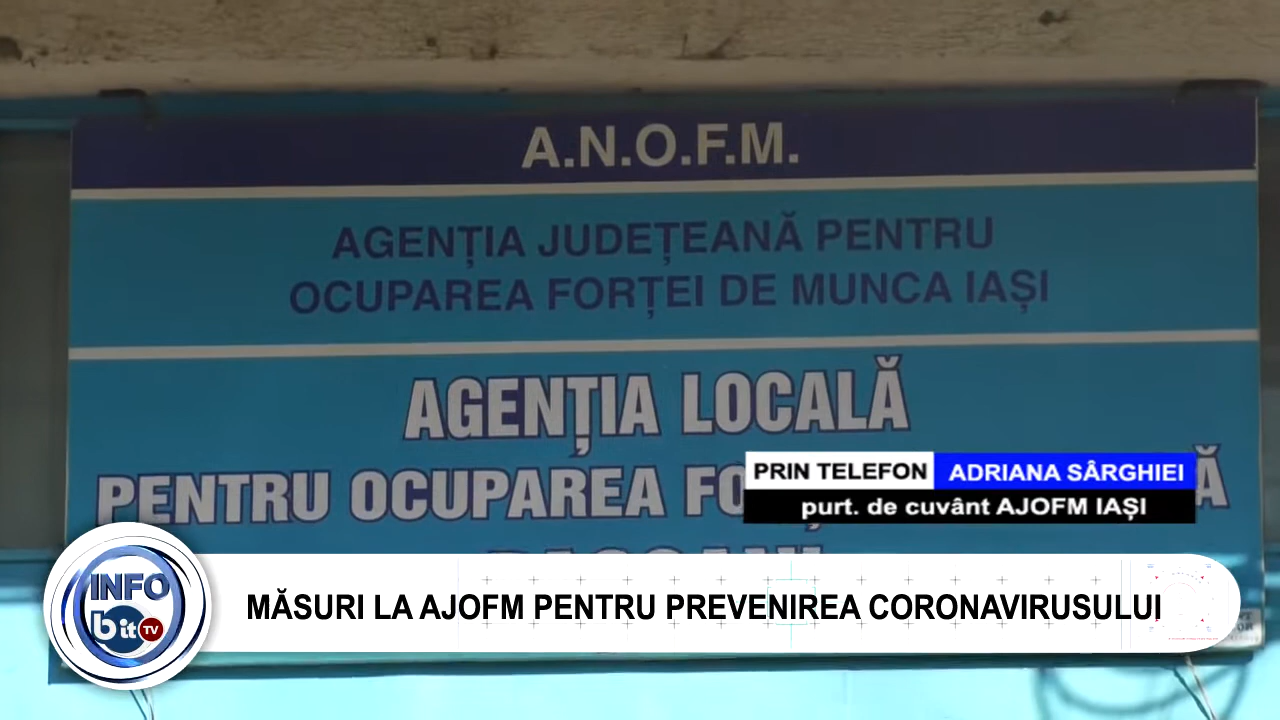 A.N.O.F.M.
AGENȚIA JUDEȚEANĂ PENTRU
OCUPAREA FORȚEI DE MUNCA IAȘI
AGENȚIA LOCALĂ
PENTRU OCUPAREA
PRIN TELEFON ADRIANA SÂRGHIEI
purt. de cuvânt AJOFM IAȘI
INFO
bit TV
MĂSURI LA AJOFM PENTRU PREVENIREA CORONAVIRUSULUI